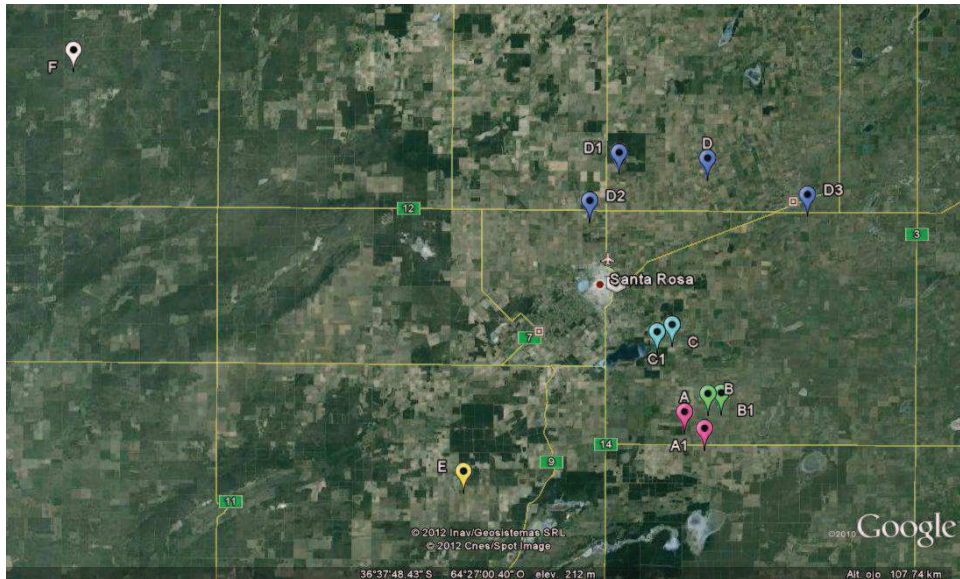 F
D1
D
D2
D3
12
3
Santa Rosa
7
C
C1
A
B
B1
A1
14
E
9
11
© 2012 Inav/Geosistemas SRL
© 2012 Cnes/Spot Image
©2010 Google
36°37'48.43" S 64°27'00.40" O elev. 212 m
Alt. ojo 107.74 km